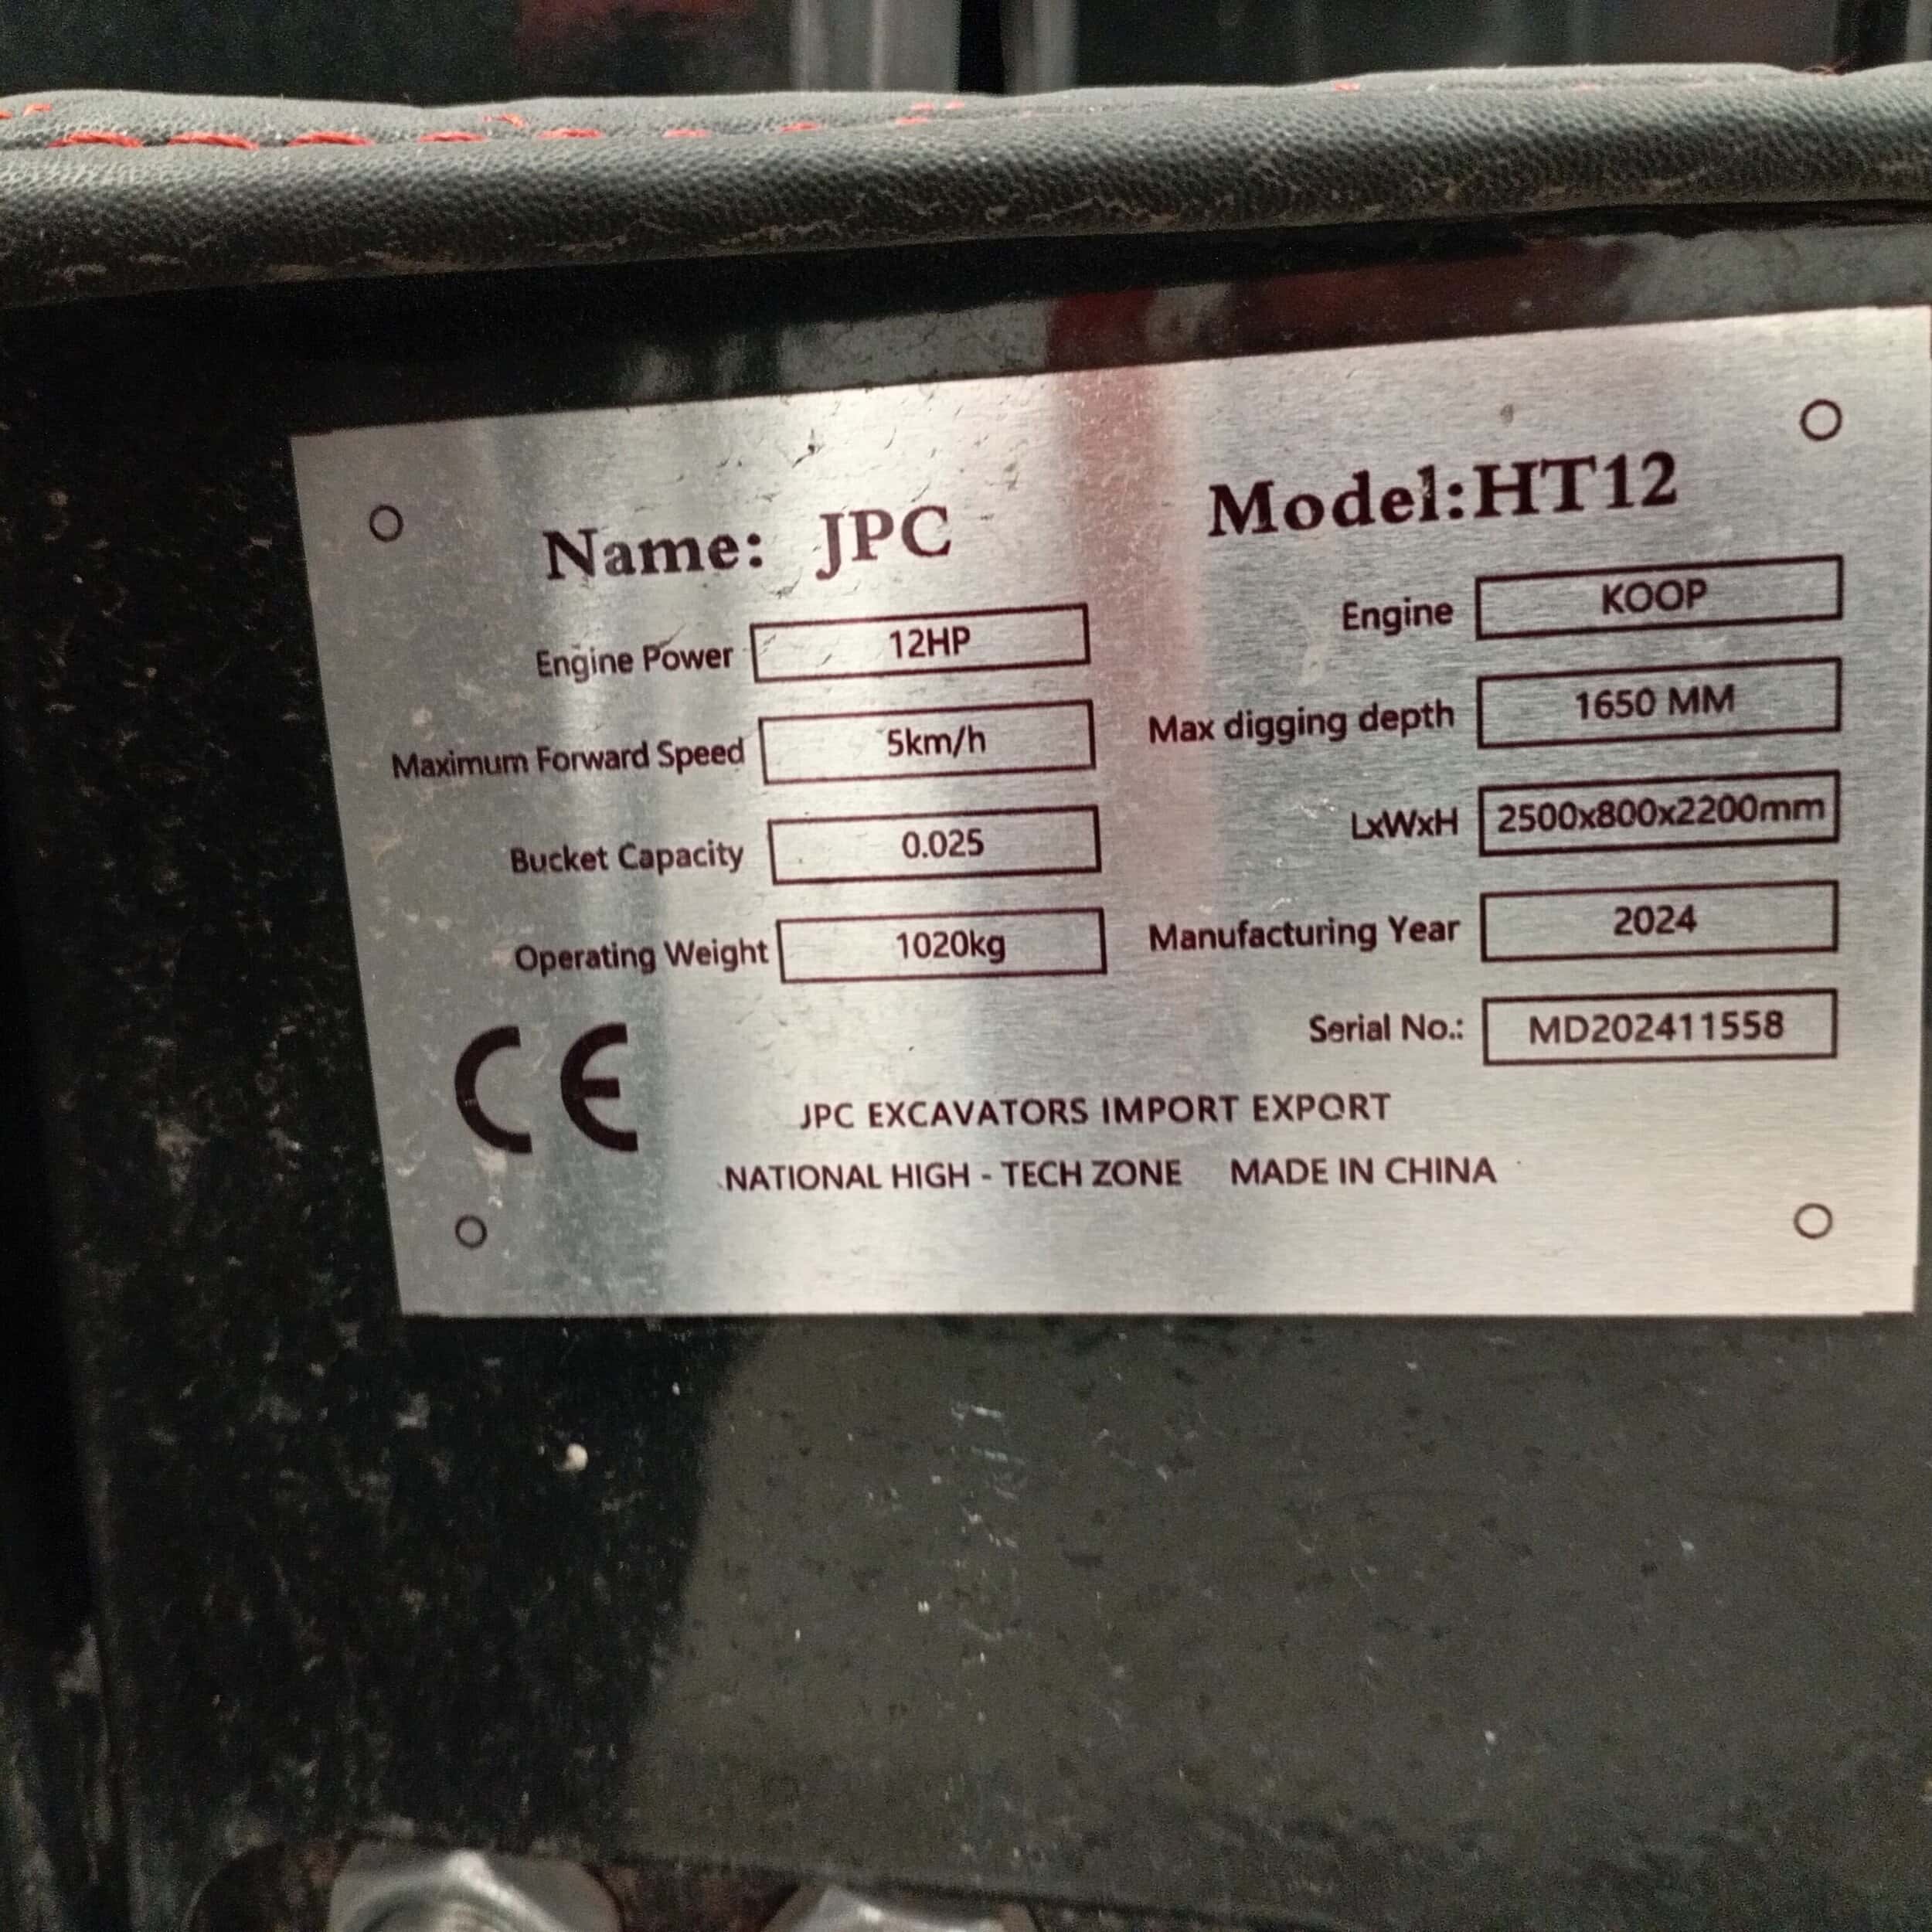 Name: JPC
Model:HT12
Engine Power 12HP
Engine KOOP
Maximum Forward Speed 5km/h
Max digging depth 1650 MM
Bucket Capacity 0.025
LxWxH 2500x800x2200mm
Operating Weight 1020kg
Manufacturing Year 2024
Serial No.: MD202411558
CE
JPC EXCAVATORS IMPORT EXPORT
NATIONAL HIGH - TECH ZONE MADE IN CHINA